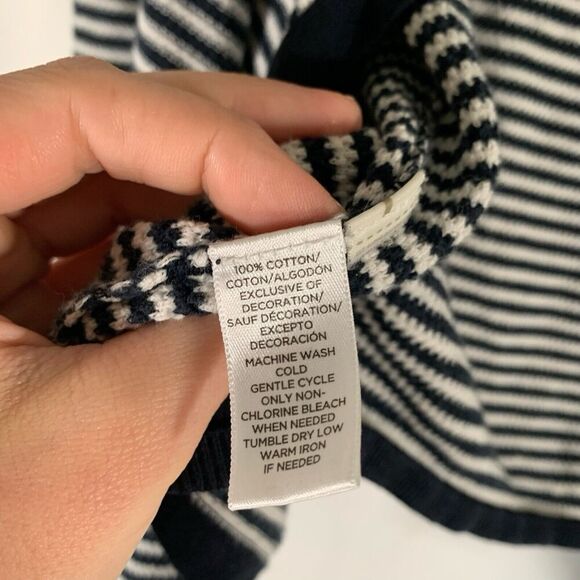 100% COTTON/
COTON/ALGODÓN
EXCLUSIVE OF
DECORATION/
SAUF DÉCORATION/
EXCEPTO
DECORACIÓN
MACHINE WASH
COLD
GENTLE CYCLE
ONLY NON-
CHLORINE BLEACH
WHEN NEEDED
TUMBLE DRY LOW
WARM IRON
IF NEEDED